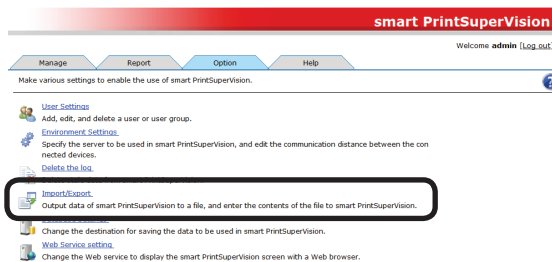 smart PrintSuperVision
Welcome admin [Log out]
Manage Report Option Help
Make various settings to enable the use of smart PrintSuperVision.
User Settings
Add, edit, and delete a user or user group.
Environment Settings
Specify the server to be used in smart PrintSuperVision, and edit the communication distance between the con
nected devices.
Delete the log
Import/Export
Output data of smart PrintSuperVision to a file, and enter the contents of the file to smart PrintSuperVision.
Change the destination for saving the data to be used in smart PrintSuperVision.
Web Service setting
Change the Web service to display the smart PrintSuperVision screen with a Web browser.